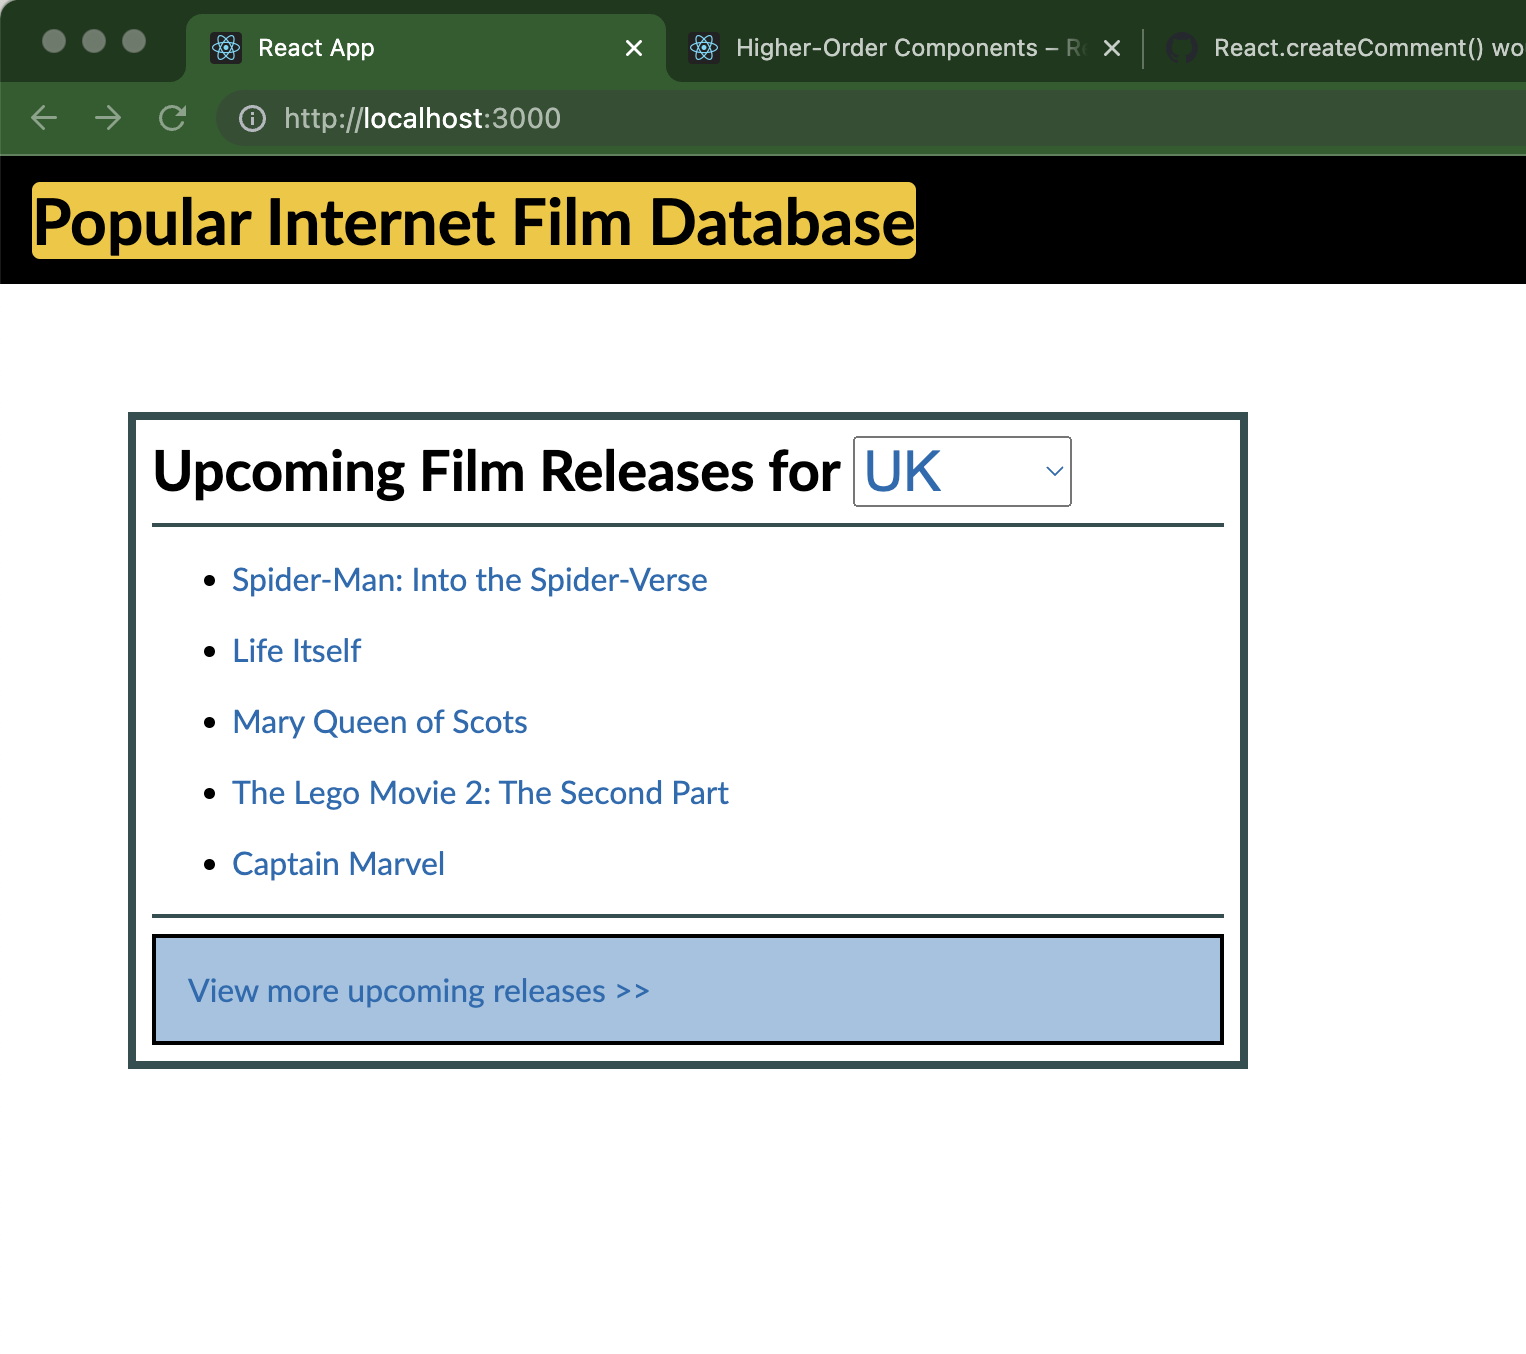 React App
Higher-Order Components –
React.createComment()
http://localhost:3000
Popular Internet Film Database
Upcoming Film Releases for UK
Spider-Man: Into the Spider-Verse
Life Itself
Mary Queen of Scots
The Lego Movie 2: The Second Part
Captain Marvel
View more upcoming releases >>